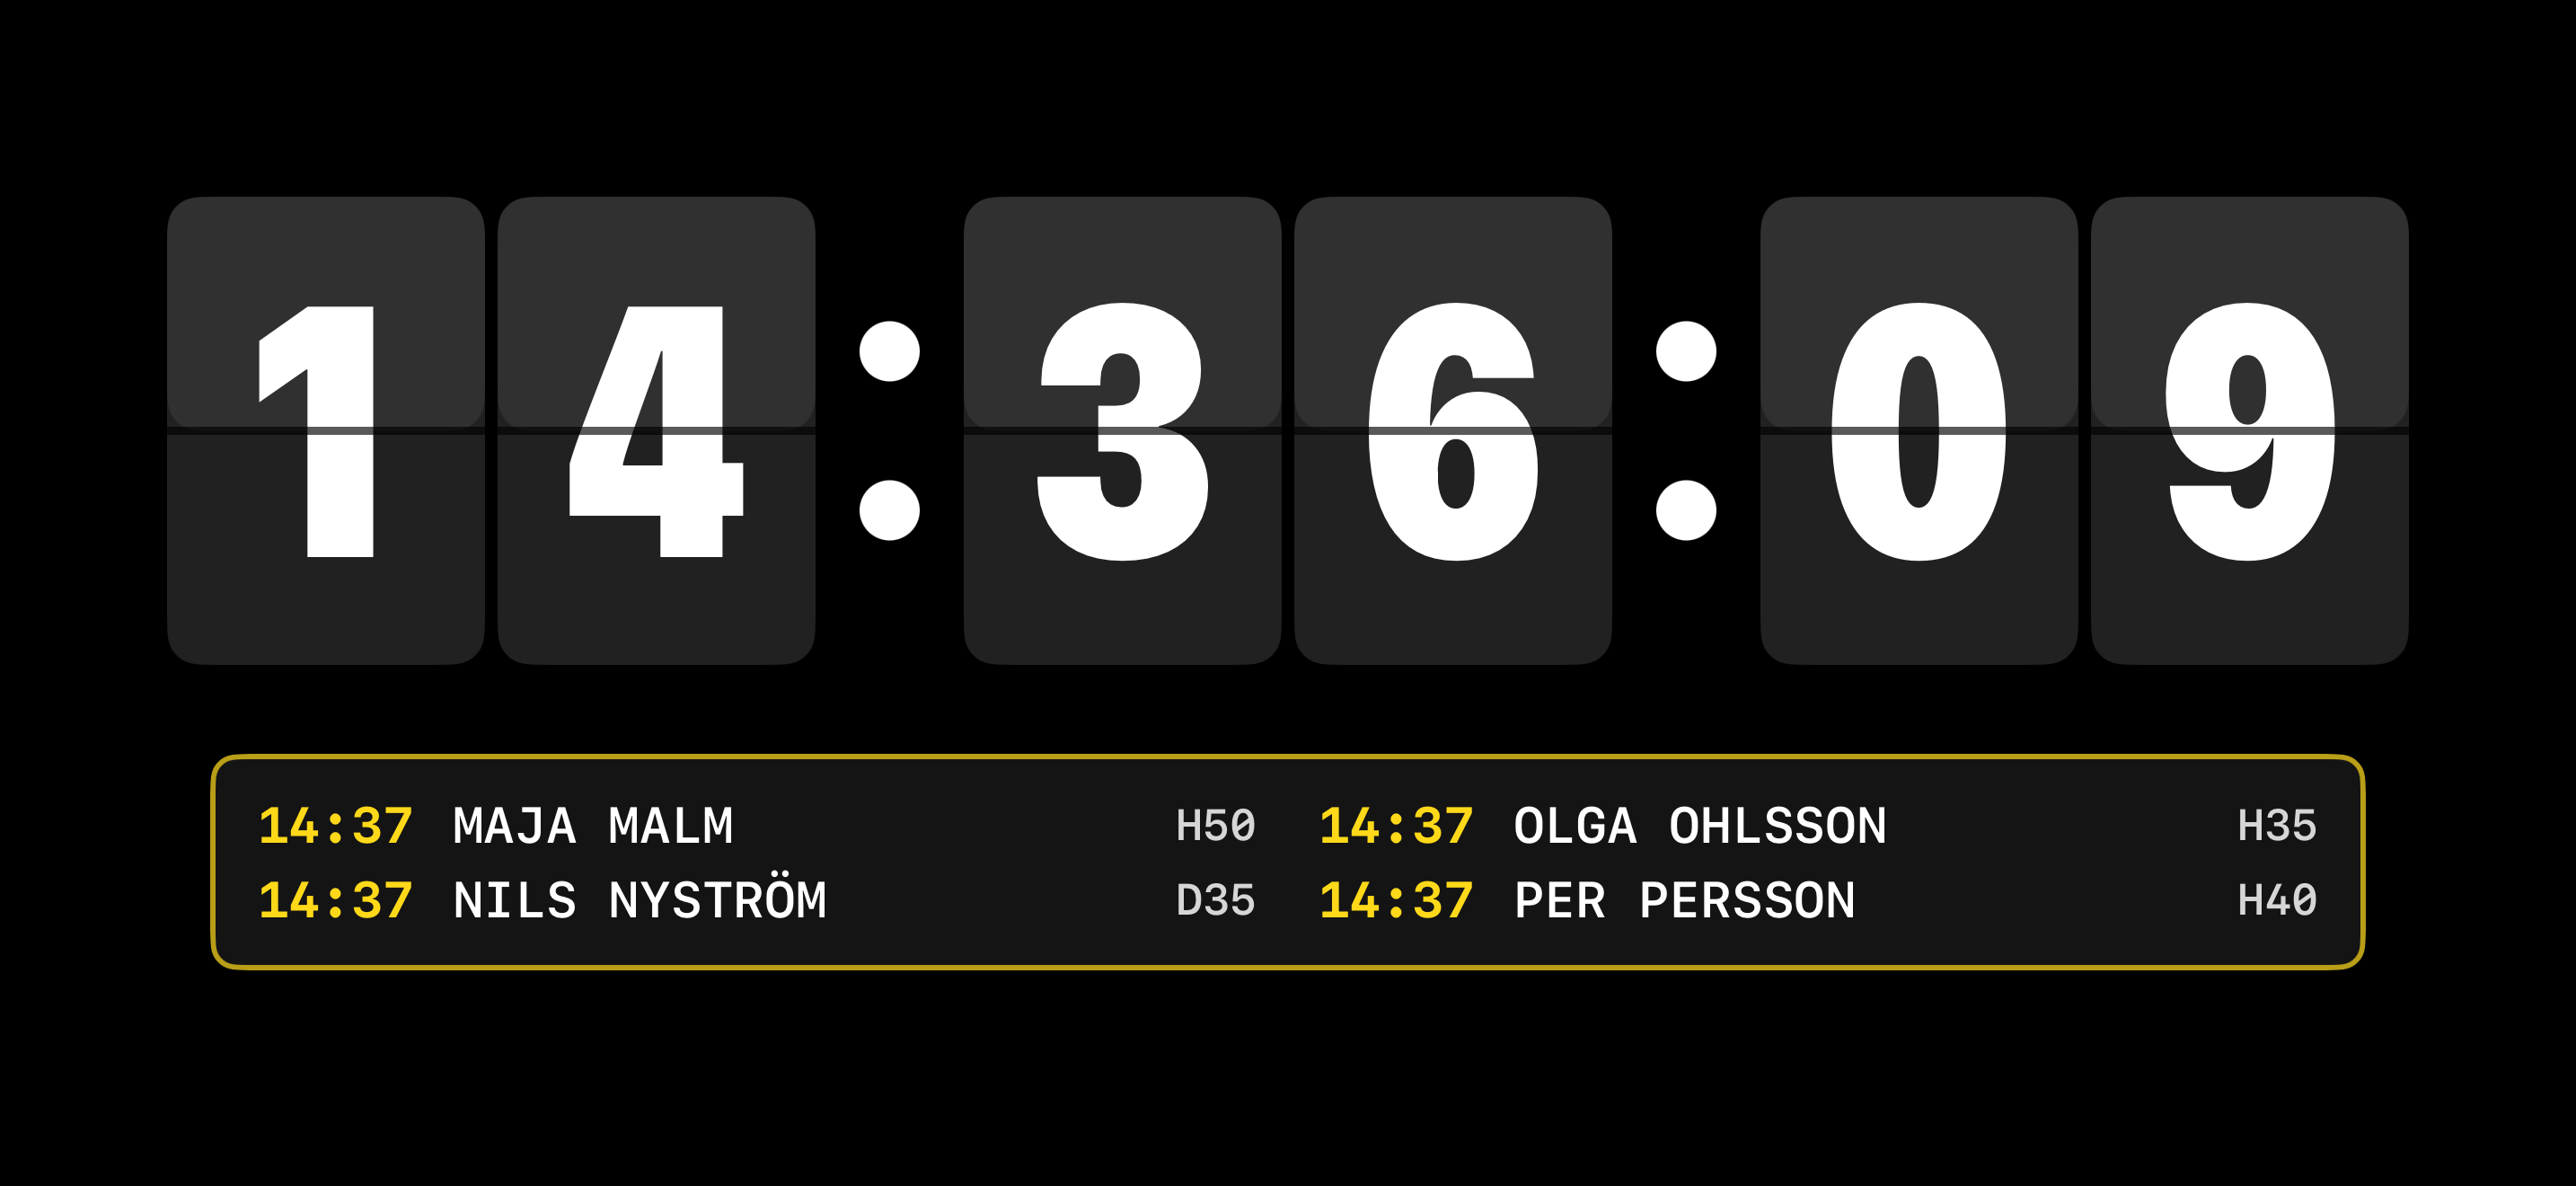 14:36:09
14:37 MAJA MALM H50 14:37 OLGA OHLSSON H35
14:37 NILS NYSTRÖM D35 14:37 PER PERSSON H40